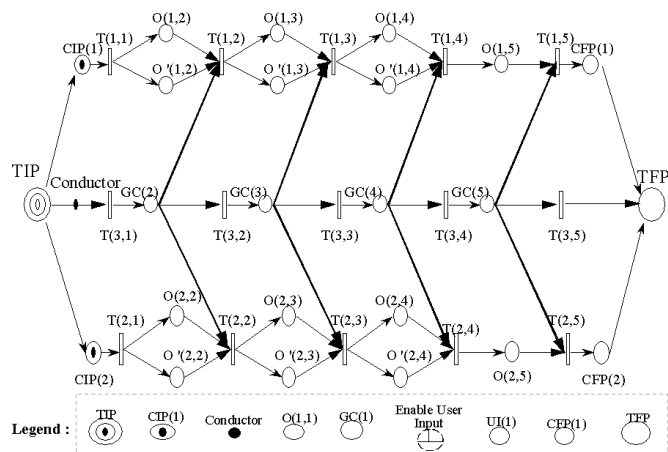 O(1,2) O(1,3) O(1,4)
CIP(1) T(1,1) T(1,2) T(1,3) T(1,4) O(1,5) T(1,5) CFP(1)
O '(1,2) O '(1,3) O '(1,4)
TIP Conductor GC(2) GC(3) GC(4) GC(5) TFP
T(3,1) T(3,2) T(3,3) T(3,4) T(3,5)
O(2,2) O(2,3) O(2,4)
T(2,1) T(2,2) T(2,3) T(2,4) T(2,5)
O '(2,2) O '(2,3) O'(2,4)
CIP(2) O(2,5) CFP(2)
Legend : TIP CIP(1) Conductor O(1,1) GC(1) Enable User UI(1) CFP(1) TFP
Input